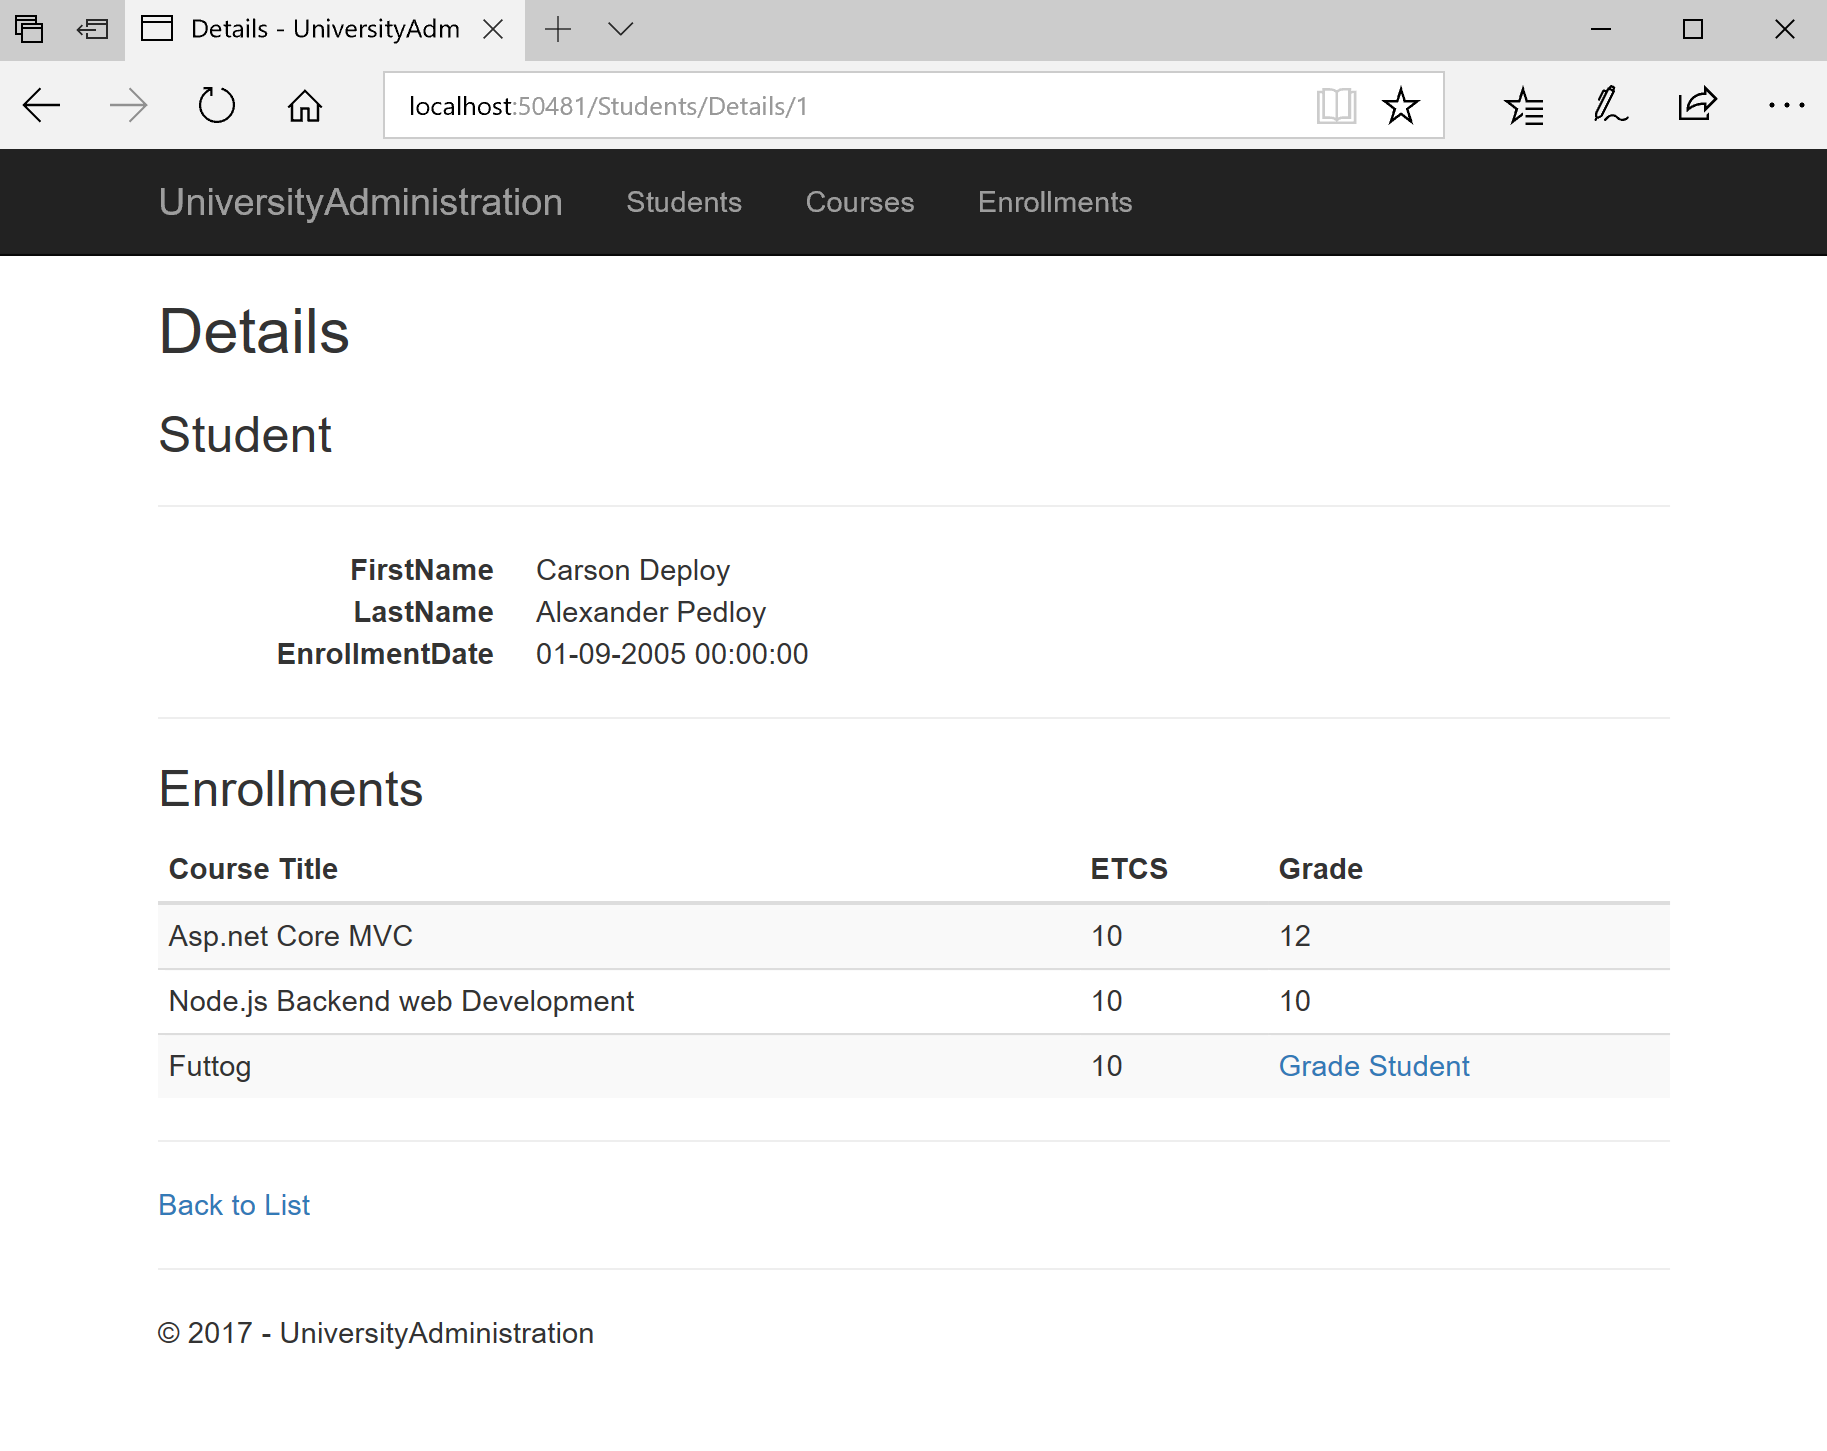 Details - UniversityAdm
localhost:50481/Students/Details/1
UniversityAdministration Students Courses Enrollments
Details
Student
FirstName Carson Deploy
LastName Alexander Pedloy
EnrollmentDate 01-09-2005 00:00:00
Enrollments
Course Title ETCS Grade
Asp.net Core MVC 10 12
Node.js Backend web Development 10 10
Futtog 10 Grade Student
Back to List
© 2017 - UniversityAdministration